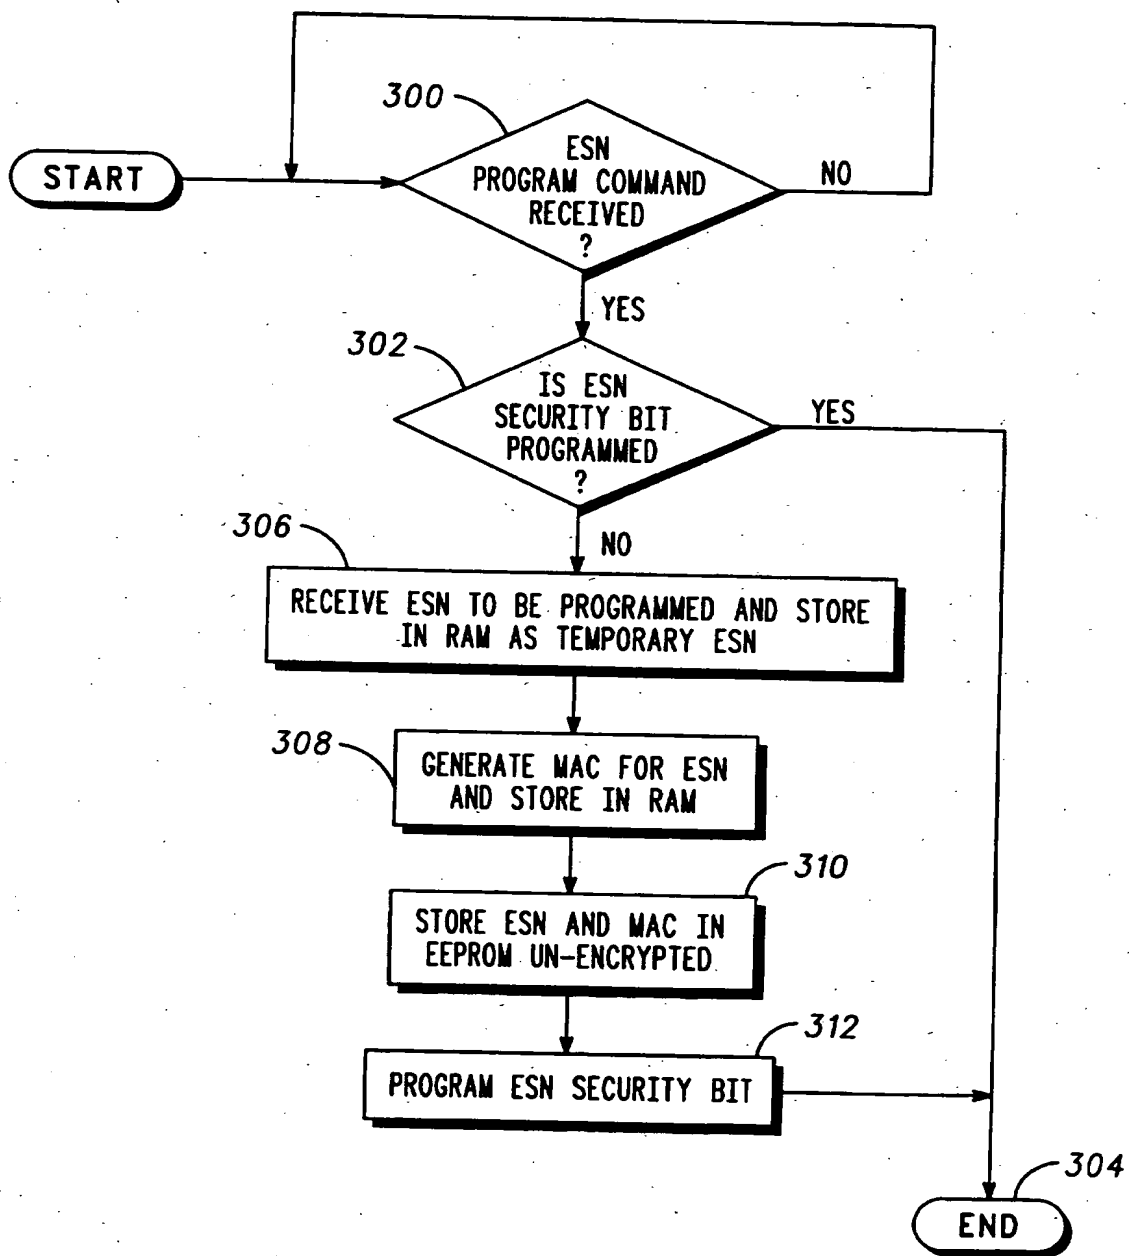 300
START
ESN
PROGRAM COMMAND
RECEIVED
?
NO
YES
302
IS ESN
SECURITY BIT
PROGRAMMED
?
YES
NO
306
RECEIVE ESN TO BE PROGRAMMED AND STORE
IN RAM AS TEMPORARY ESN
308
GENERATE MAC FOR ESN
AND STORE IN RAM
310
STORE ESN AND MAC IN
EEPROM UN-ENCRYPTED
312
PROGRAM ESN SECURITY BIT
304
END